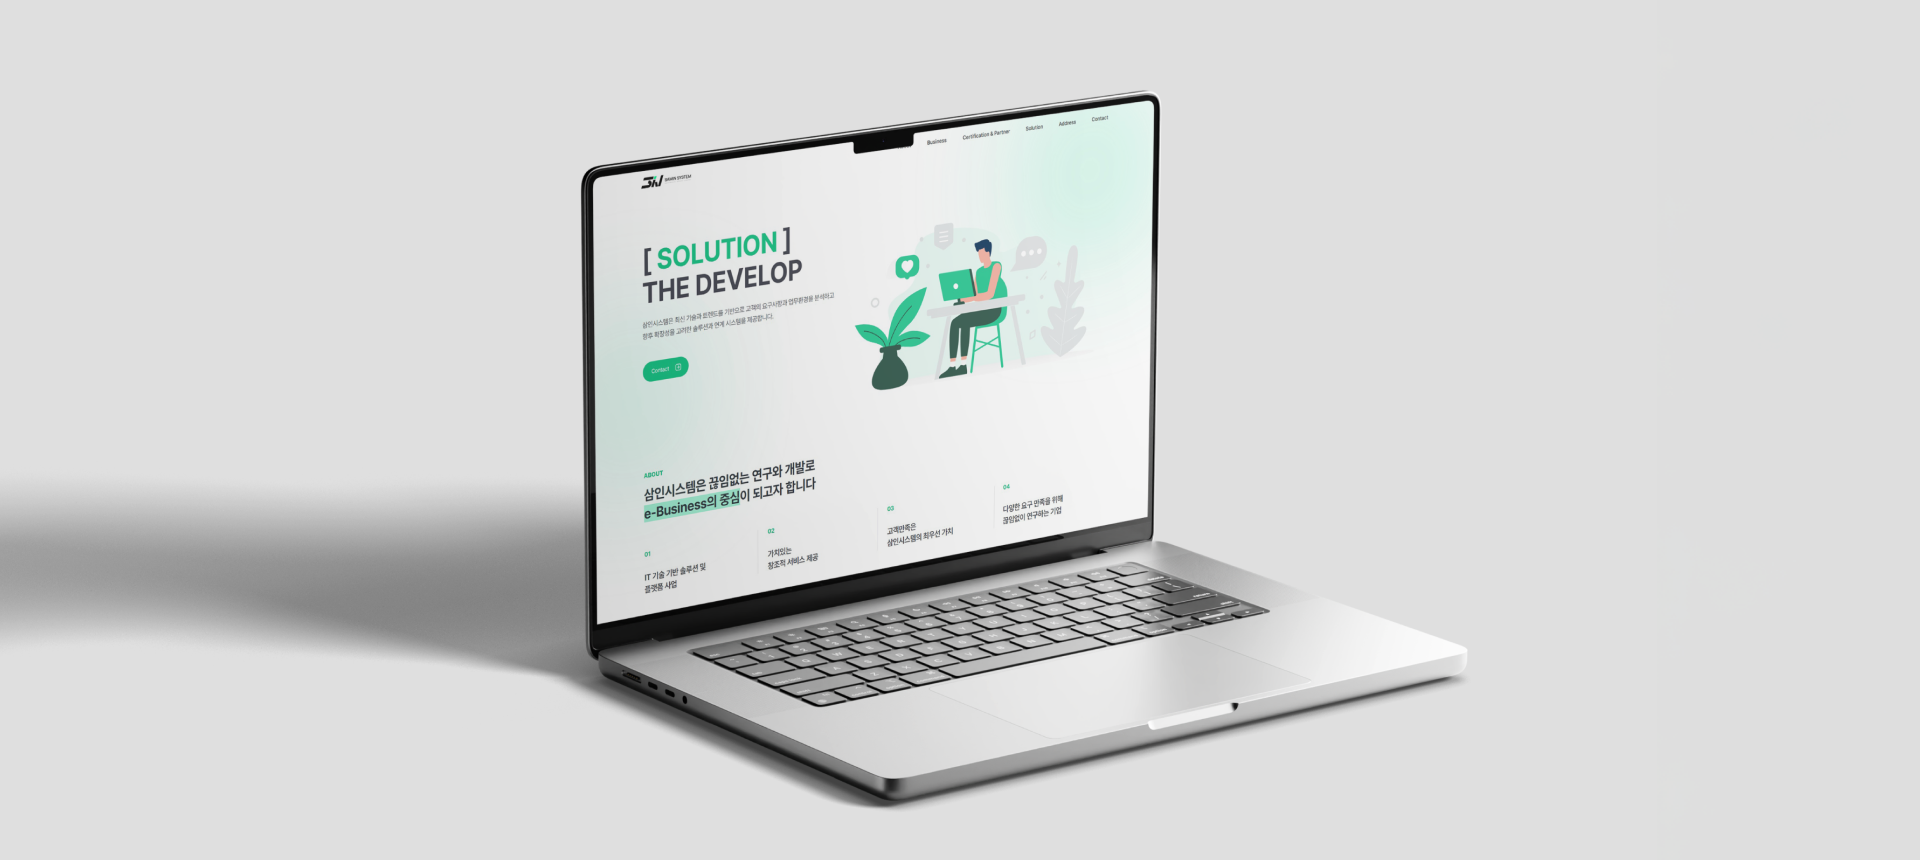 Business
Certification & Partner
Solution
Address
Contact
SAMIN SYSTEM
[ SOLUTION ]
THE DEVELOP
삼인시스템은 최신 기술과 트렌드를 기반으로 고객의 요구사항과 업무환경을 분석하고
향후 확장성을 고려한 솔루션과 연계 시스템을 제공합니다.
Contact
ABOUT
삼인시스템은 끊임없는 연구와 개발로
e-Business의 중심이 되고자 합니다
01
IT 기술 기반 솔루션 및
플랫폼 사업
02
가치있는
창조적 서비스 제공
03
고객만족은
삼인시스템의 최우선 가치
04
다양한 요구 만족을 위해
끊임없이 연구하는 기업